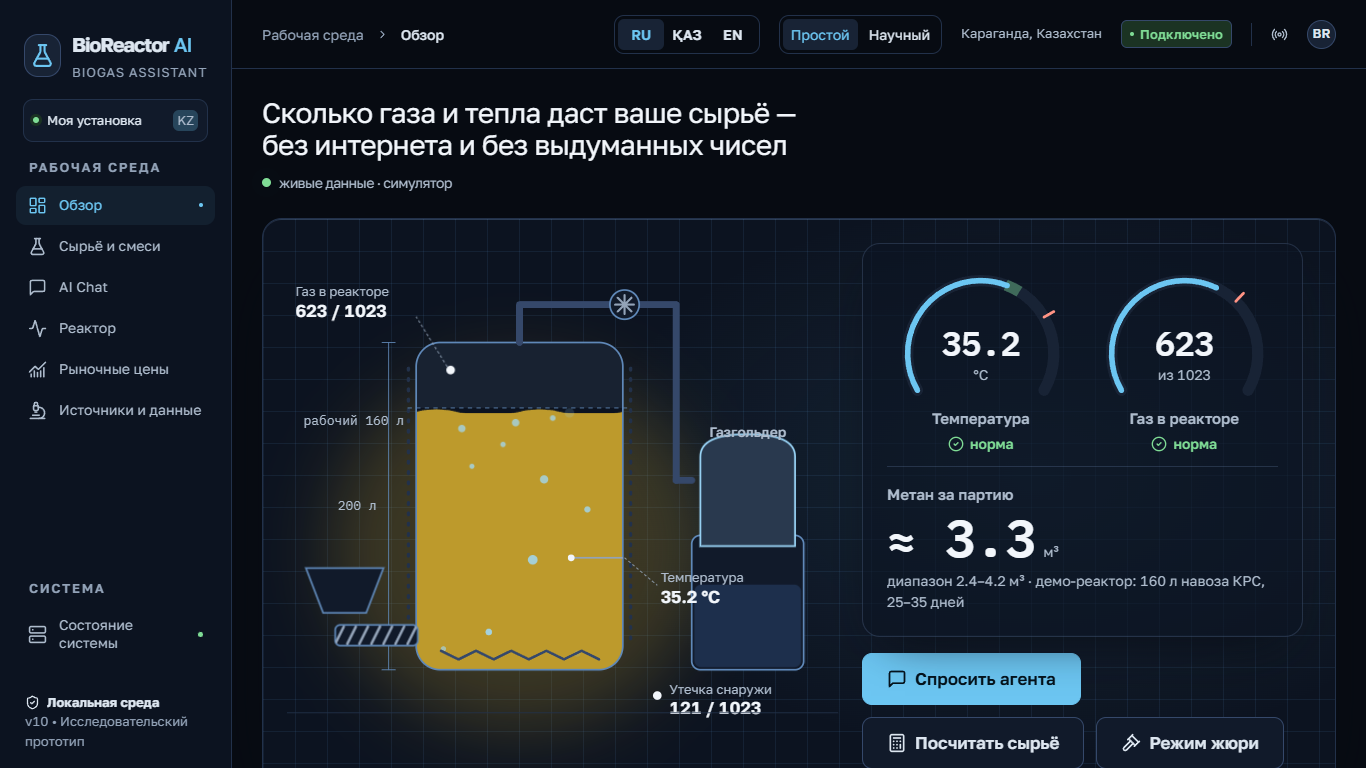 BioReactor AI
BIOGAS ASSISTANT
Моя установка KZ
РАБОЧАЯ СРЕДА
Обзор
Сырьё и смеси
AI Chat
Реактор
Рыночные цены
Источники и данные
СИСТЕМА
Состояние
системы
Локальная среда
v10 • Исследовательский
прототип
Рабочая среда > Обзор
RU ҚАЗ EN
Простой Научный
Караганда, Казахстан
• Подключено
BR
Сколько газа и тепла даст ваше сырьё —
без интернета и без выдуманных чисел
живые данные · симулятор
Газ в реакторе
623 / 1023
рабочий 160 л
200 л
Газгольдер
Температура
35.2 °C
Утечка снаружи
121 / 1023
35.2
°C
Температура
норма
623
из 1023
Газ в реакторе
норма
Метан за партию
≈ 3.3 м³
диапазон 2.4–4.2 м³ · демо-реактор: 160 л навоза КРС,
25–35 дней
Спросить агента
Посчитать сырьё
Режим жюри